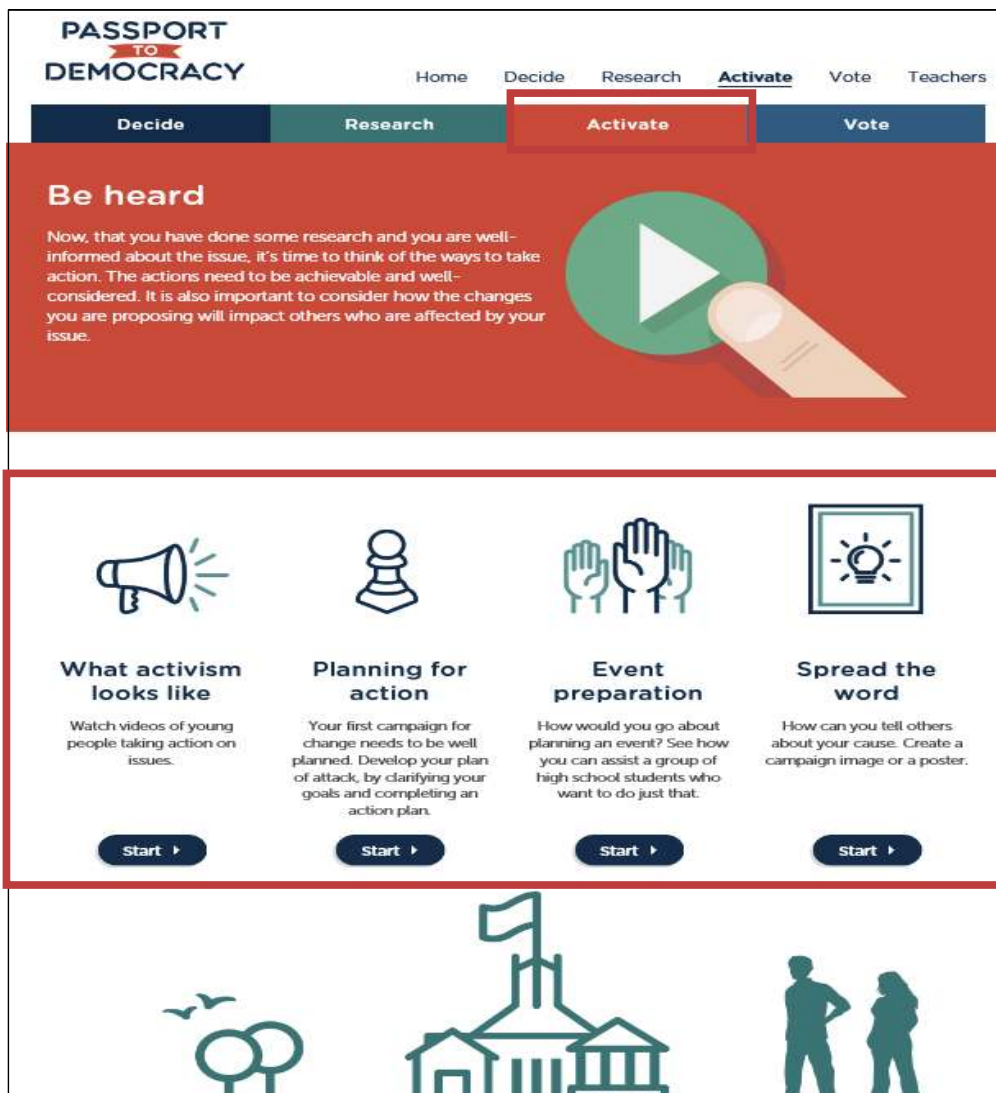 PASSPORT
TO
DEMOCRACY
Home Decide Research Activate Vote Teachers
Decide Research Activate Vote
Be heard
Now, that you have done some research and you are well-
informed about the issue, it's time to think of the ways to take
action. The actions need to be achievable and well-
considered. It is also important to consider how the changes
you are proposing will impact others who are affected by your
issue.
What activism
looks like
Watch videos of young
people taking action on
issues.
Start
Planning for
action
Your first campaign for
change needs to be well
planned. Develop your plan
of attack, by clarifying your
goals and completing an
action plan.
Start
Event
preparation
How would you go about
planning an event? See how
you can assist a group of
high school students who
want to do just that.
Start
Spread the
word
How can you tell others
about your cause. Create a
campaign image or a poster.
Start